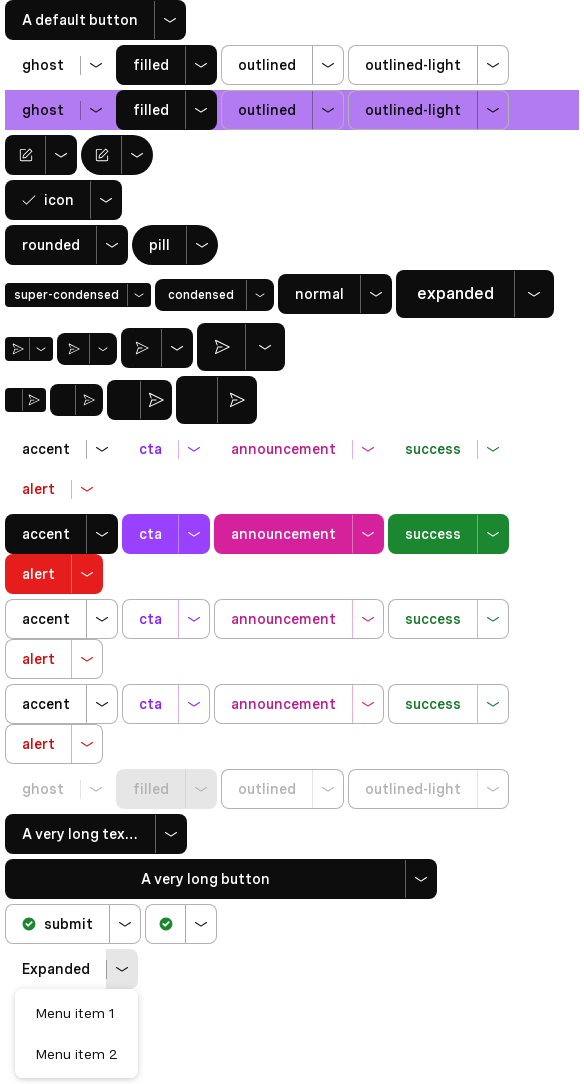 A default button
ghost filled outlined outlined-light
ghost filled outlined outlined-light
icon
rounded pill
super-condensed condensed normal expanded
accent cta announcement success
alert
accent cta announcement success
alert
accent cta announcement success
alert
accent cta announcement success
alert
ghost filled outlined outlined-light
A very long tex...
A very long button
submit
Expanded
Menu item 1
Menu item 2